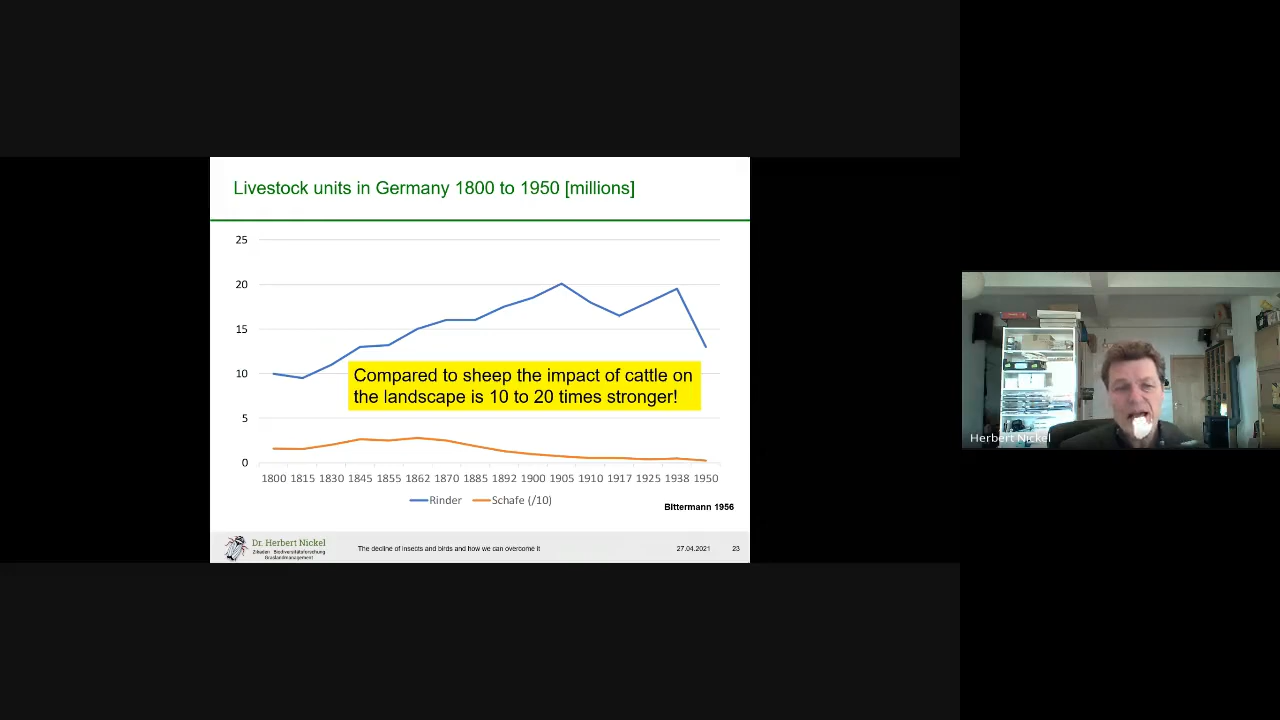 Livestock units in Germany 1800 to 1950 [millions]
25
20
15
10
5
0
Compared to sheep the impact of cattle on
the landscape is 10 to 20 times stronger!
1800 1815 1830 1845 1855 1862 1870 1885 1892 1900 1905 1910 1917 1925 1938 1950
Rinder Schafe (/10)
Bittermann 1956
Dr. Herbert Nickel
Zikaden Biodiversitätsforschung
Graslandmanagement
The decline of insects and birds and how we can overcome it
27.04.2021 23
Herbert Nickel